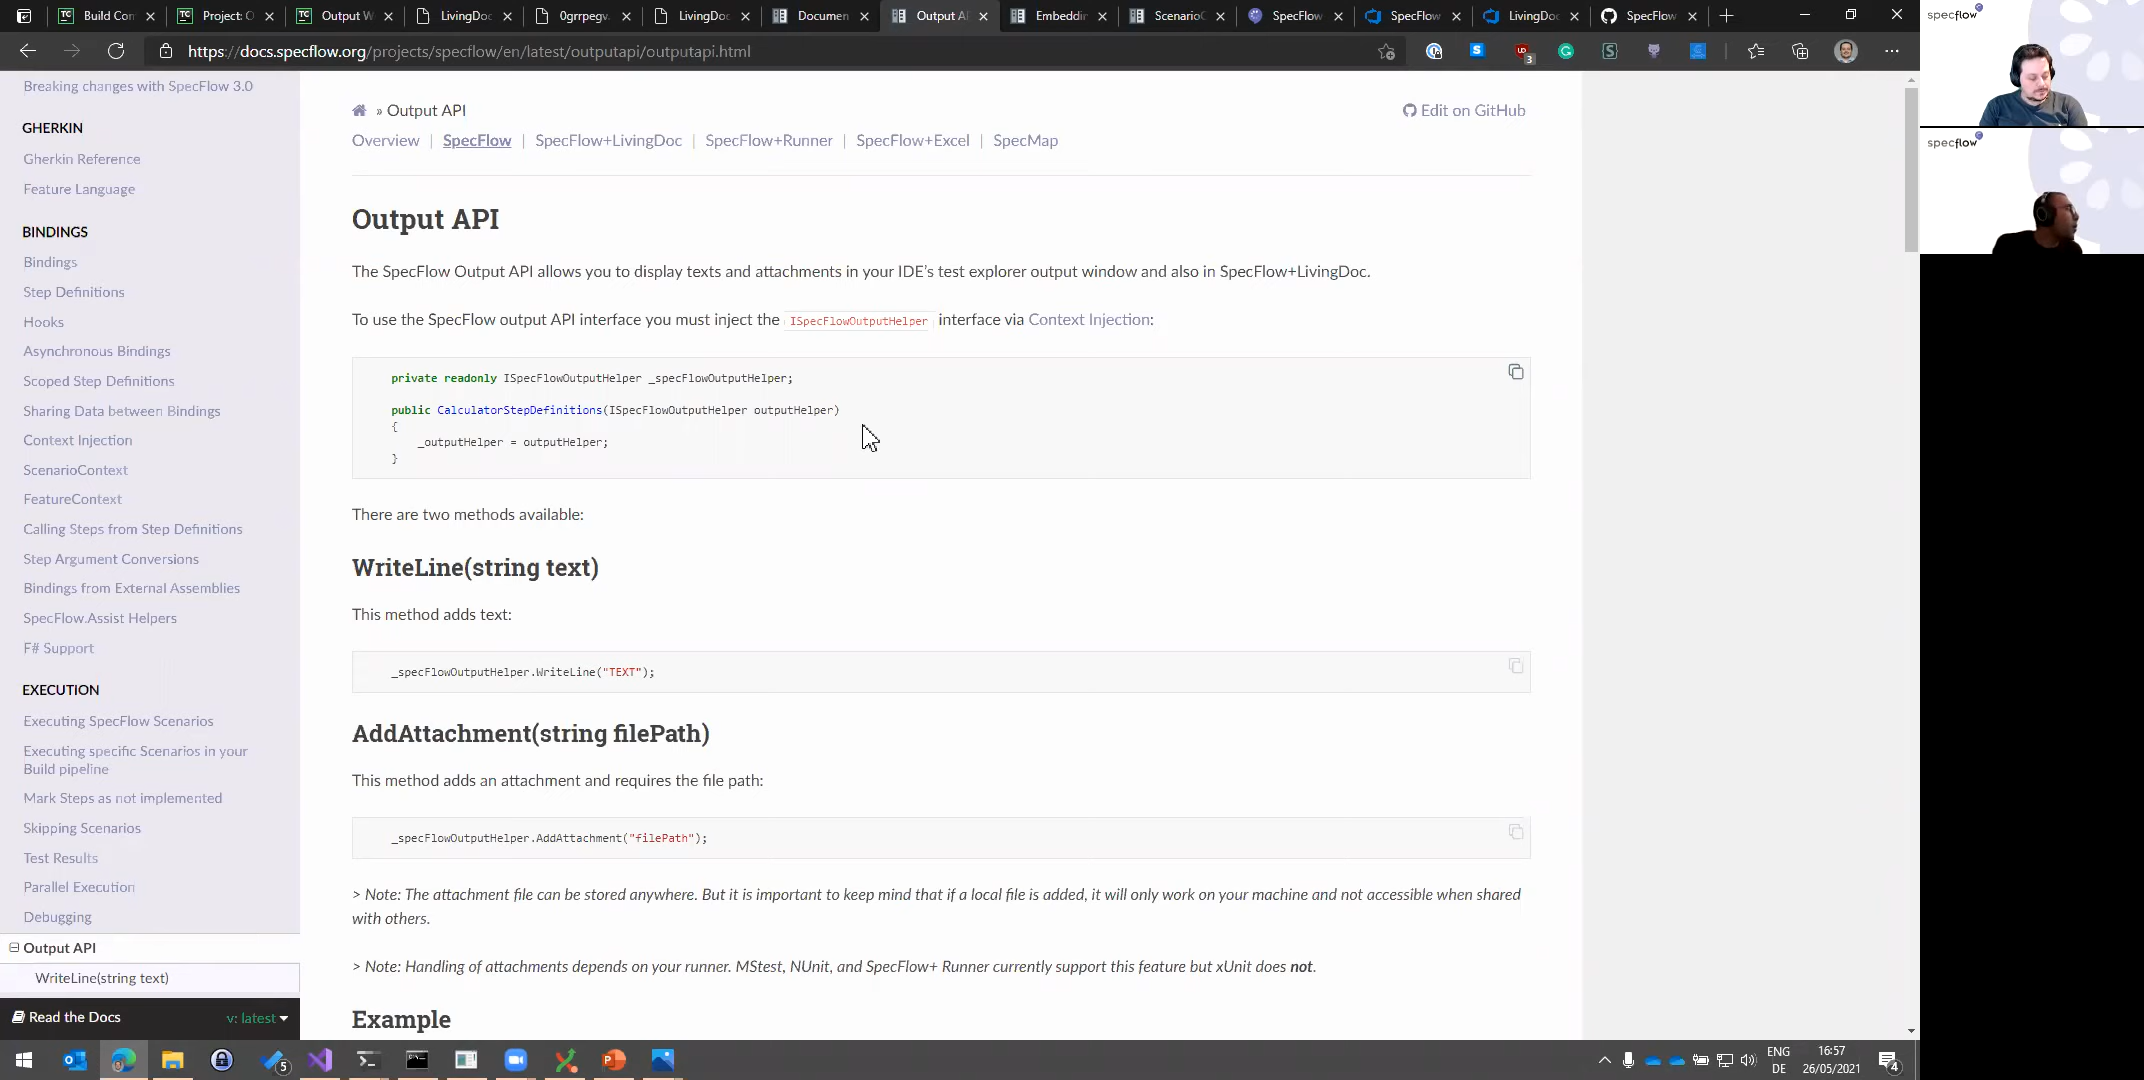 Build Com
Project: O
Output W
LivingDoc
0grrpegv.
LivingDoc
Documen
Output AP
Embeddin
ScenarioC
SpecFlow
SpecFlow
LivingDoc
SpecFlow
https://docs.specflow.org/projects/specflow/en/latest/outputapi/outputapi.html
3
Breaking changes with SpecFlow 3.0
GHERKIN
Gherkin Reference
Feature Language
BINDINGS
Bindings
Step Definitions
Hooks
Asynchronous Bindings
Scoped Step Definitions
Sharing Data between Bindings
Context Injection
ScenarioContext
FeatureContext
Calling Steps from Step Definitions
Step Argument Conversions
Bindings from External Assemblies
SpecFlow.Assist Helpers
F# Support
EXECUTION
Executing SpecFlow Scenarios
Executing specific Scenarios in your
Build pipeline
Mark Steps as not implemented
Skipping Scenarios
Test Results
Parallel Execution
Debugging
Output API
WriteLine(string text)
Read the Docs
v: latest
» Output API
Edit on GitHub
Overview | SpecFlow | SpecFlow+LivingDoc | SpecFlow+Runner | SpecFlow+Excel | SpecMap
Output API
The SpecFlow Output API allows you to display texts and attachments in your IDE's test explorer output window and also in SpecFlow+LivingDoc.
To use the SpecFlow output API interface you must inject the ISpecFlowOutputHelper interface via Context Injection:
private readonly ISpecFlowOutputHelper _specFlowOutputHelper;
public CalculatorStepDefinitions(ISpecFlowOutputHelper outputHelper)
{
_outputHelper = outputHelper;
}
There are two methods available:
WriteLine(string text)
This method adds text:
_specFlowOutputHelper.WriteLine("TEXT");
AddAttachment(string filePath)
This method adds an attachment and requires the file path:
_specFlowOutputHelper.AddAttachment("filePath");
> Note: The attachment file can be stored anywhere. But it is important to keep mind that if a local file is added, it will only work on your machine and not accessible when shared
with others.
> Note: Handling of attachments depends on your runner. MStest, NUnit, and SpecFlow+ Runner currently support this feature but xUnit does not.
Example
specflow
specflow
5
ENG
DE
16:57
26/05/2021
4